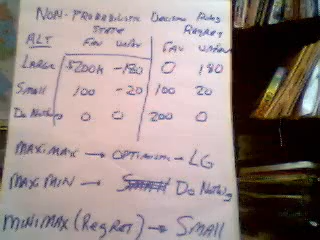 NON-PROBABILISTIC DECISION RULES
STATE REGRET
ALT FAV UNFAV FAV UNFAV
LARGE $200K -180 0 180
SMALL 100 -20 100 20
DO NOTHING 0 0 200 0
MAXIMAX → OPTIMISM → LG
MAXIMIN → DO NOTHING
MINIMAX (REGRET) → SMALL